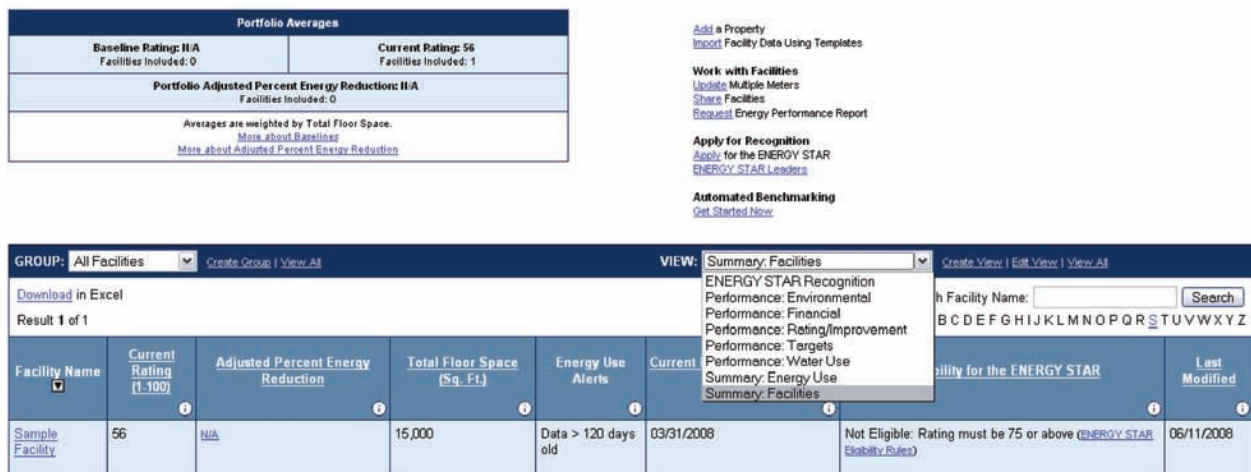 Portfolio Averages
Baseline Rating: N/A
Facilities Included: 0
Current Rating: 56
Facilities Included: 1
Portfolio Adjusted Percent Energy Reduction: N/A
Facilities Included: 0
Averages are weighted by Total Floor Space.
More about Baselines
More about Adjusted Percent Energy Reduction
Add a Property
Import Facility Data Using Templates
Work with Facilities
Update Multiple Meters
Share Facilities
Request Energy Performance Report
Apply for Recognition
Apply for the ENERGY STAR
ENERGY STAR Leaders
Automated Benchmarking
Get Started Now
GROUP: All Facilities Create Group | View All
VIEW: Summary: Facilities Create View | Edit View | View All
ENERGY STAR Recognition
Performance: Environmental
Performance: Financial
Performance: Rating/Improvement
Performance: Targets
Performance: Water Use
Summary: Energy Use
Summary: Facilities
Download in Excel
h Facility Name: Search
Result 1 of 1
B C D E F G H I J K L M N O P Q R S T U V W X Y Z
Facility Name
Current
Rating
(1-100)
Adjusted Percent Energy
Reduction
Total Floor Space
(Sq. Ft.)
Energy Use
Alerts
Current
bility for the ENERGY STAR
Last
Modified
Sample
Facility
56
N/A
15,000
Data > 120 days
old
03/31/2008
Not Eligible: Rating must be 75 or above (ENERGY STAR
Eligibility Rules)
06/11/2008